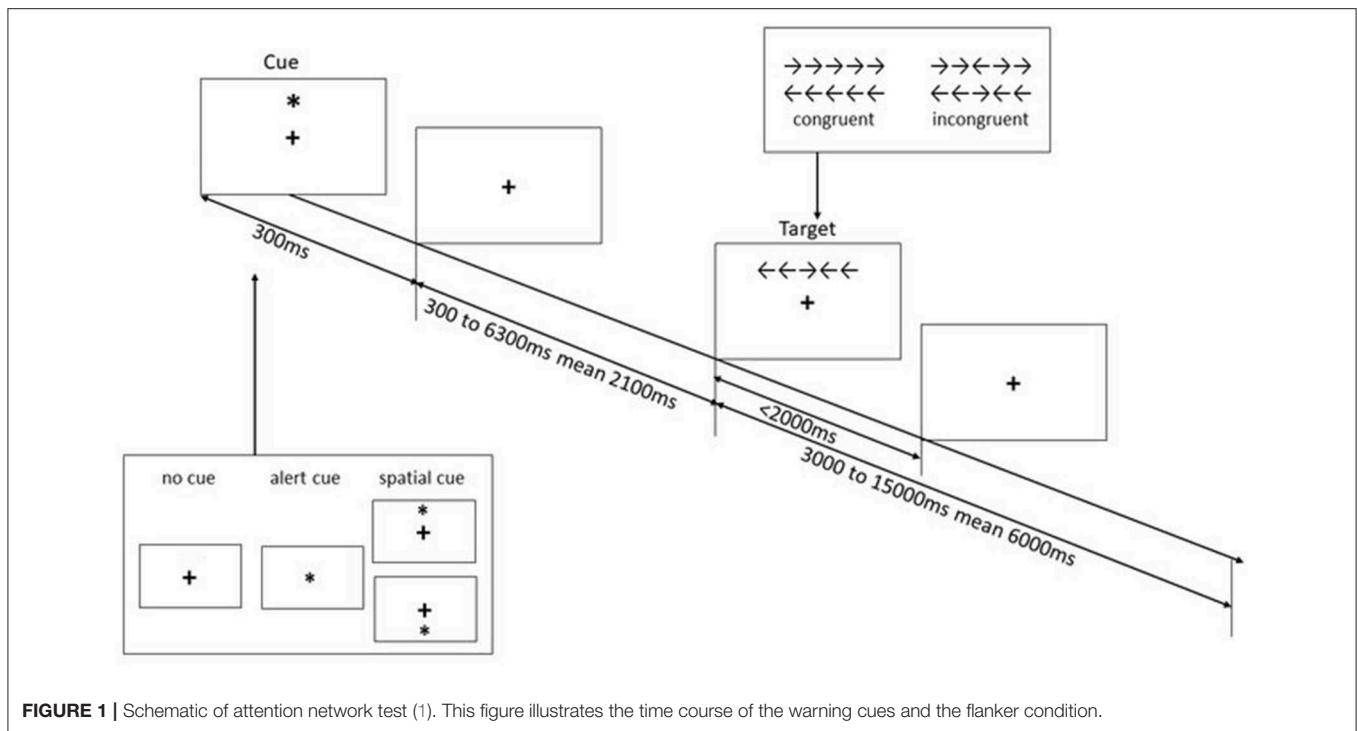 Cue
*
+
300ms
+
300 to 6300ms mean 2100ms
→→→→→ →→←→→
←←←←← ←←→←←
congruent incongruent
Target
←←→←←
+
<2000ms
+
3000 to 15000ms mean 6000ms
no cue alert cue spatial cue
+
*
*
+
+
*
FIGURE 1 | Schematic of attention network test (1). This figure illustrates the time course of the warning cues and the flanker condition.